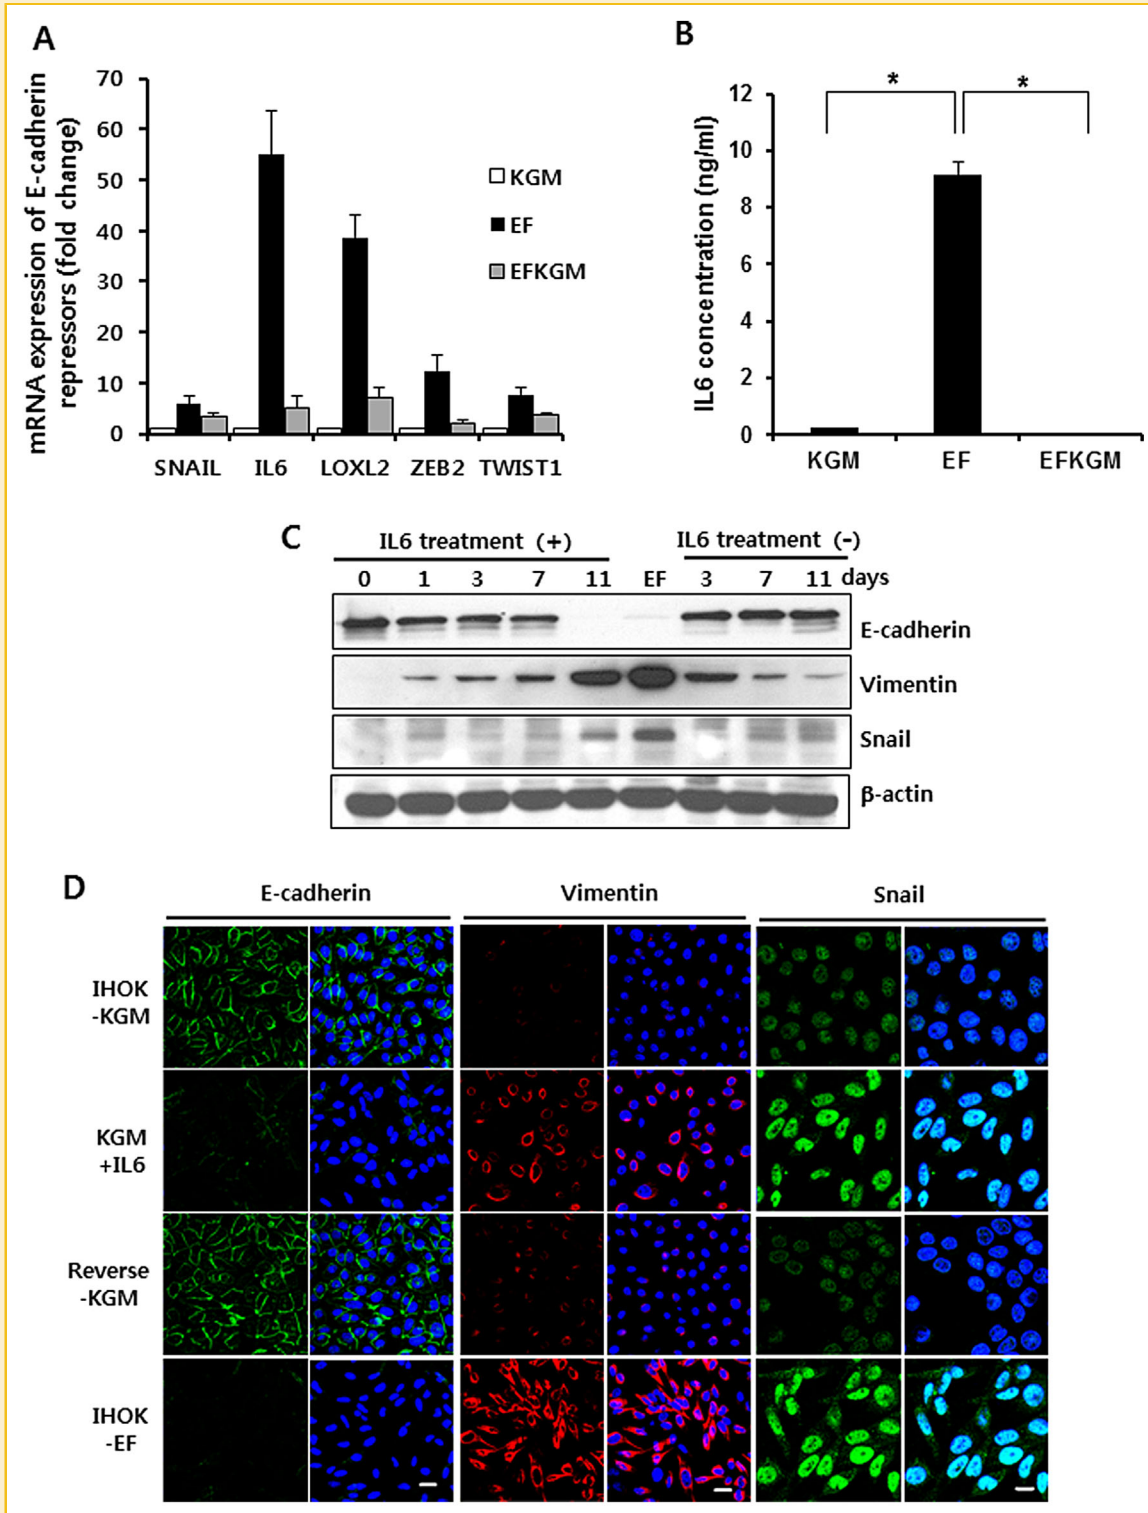 A
mRNA expression of E-cadherin
repressors (fold change)
70
60
50
40
30
20
10
0
SNAIL IL6 LOXL2 ZEB2 TWIST1
KGM
EF
EFKGM
B
IL6 concentration (ng/ml)
12
10
8
6
4
2
0
* *
KGM EF EFKGM
C
IL6 treatment (+) IL6 treatment (-)
0 1 3 7 11 EF 3 7 11 days
E-cadherin
Vimentin
Snail
β-actin
D
E-cadherin Vimentin Snail
IHOK
-KGM
KGM
+IL6
Reverse
-KGM
IHOK
-EF